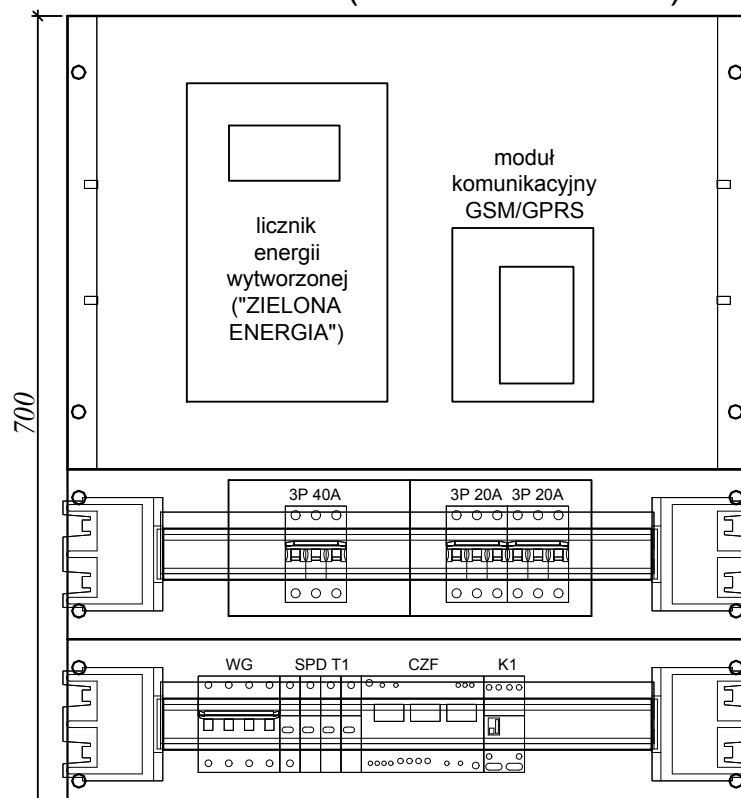 moduł
komunikacyjny
GSM/GPRS
licznik
energii
wytworzonej
("ZIELONA
ENERGIA")
700
3P 40A
3P 20A 3P 20A
WG SPD T1 CZF K1